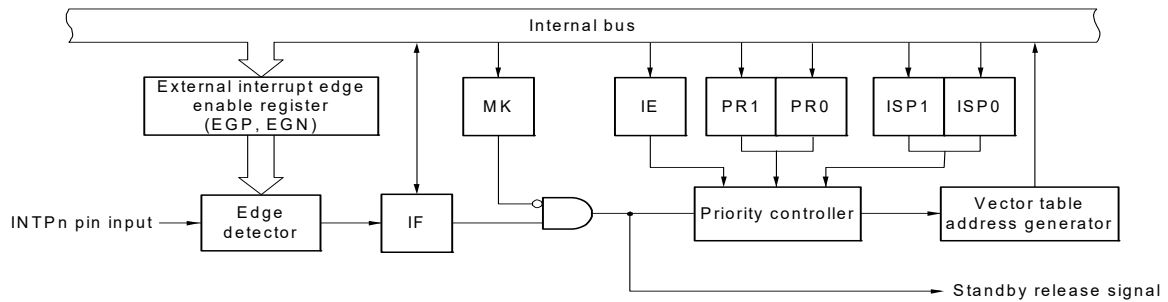 Internal bus
External interrupt edge
enable register
(EGP, EGN)
MK
IE
PR1
PR0
ISP1
ISP0
INTPn pin input
Edge
detector
IF
Priority controller
Vector table
address generator
Standby release signal